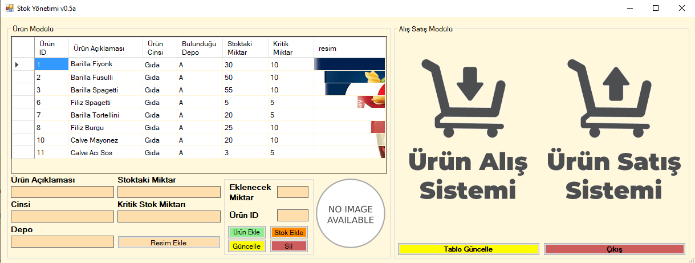 Stok Yönetimi v0.5a
Ürün Modülü
Ürün ID Ürün Açıklaması Ürün Cinsi Bulunduğu Depo Stoktaki Miktar Kritik Miktar resim
1 Barilla Fiyonk Gıda A 30 10
2 Barilla Fusulli Gıda A 50 10
3 Barilla Spagetti Gıda A 55 10
6 Filiz Spagetti Gıda A 5 5
7 Barilla Tortellini Gıda A 20 5
8 Filiz Burgu Gıda A 25 10
10 Calve Mayonez Gıda A 20 10
11 Calve Acı Sos Gıda A 3 5
Ürün Açıklaması
Stoktaki Miktar
Cinsi
Kritik Stok Miktarı
Depo
Resim Ekle
Eklenecek
Miktar
Ürün ID
Ürün Ekle
Stok Ekle
Güncelle
Sil
NO IMAGE
AVAILABLE
Alış Satış Modülü
Ürün Alış
Sistemi
Ürün Satış
Sistemi
Tablo Güncelle
Çıkış